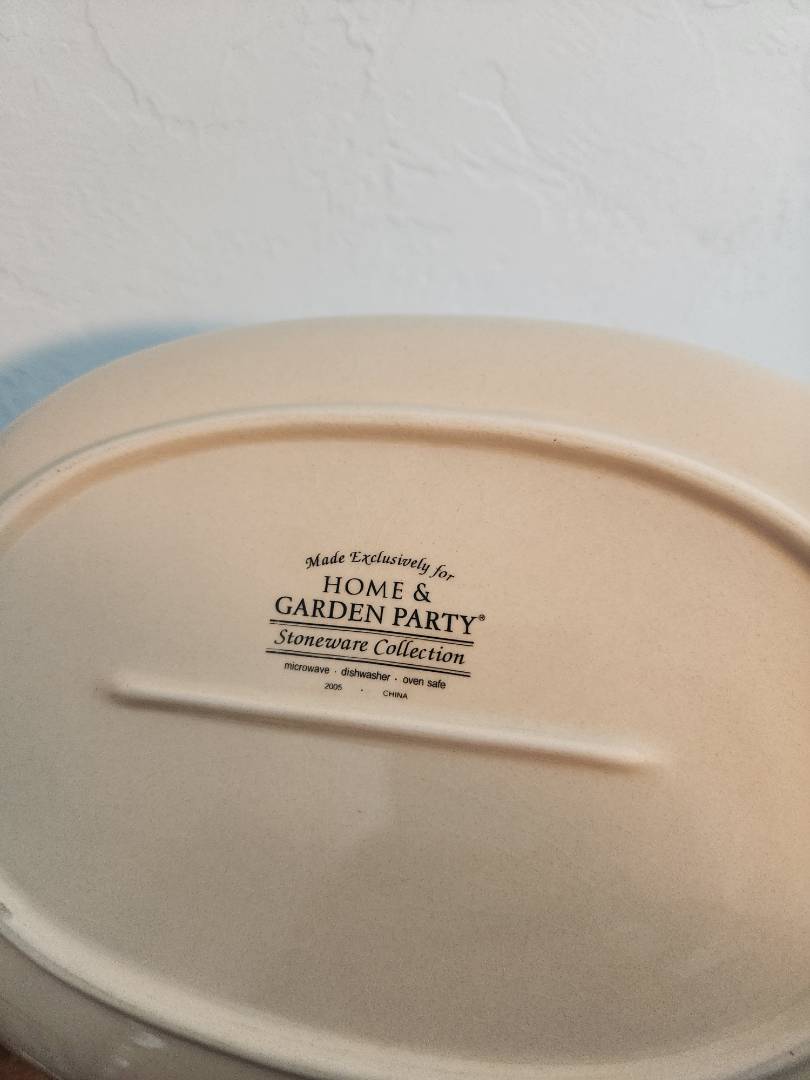 Made Exclusively for
HOME &
GARDEN PARTY®
Stoneware Collection
microwave · dishwasher · oven safe
2005 · CHINA